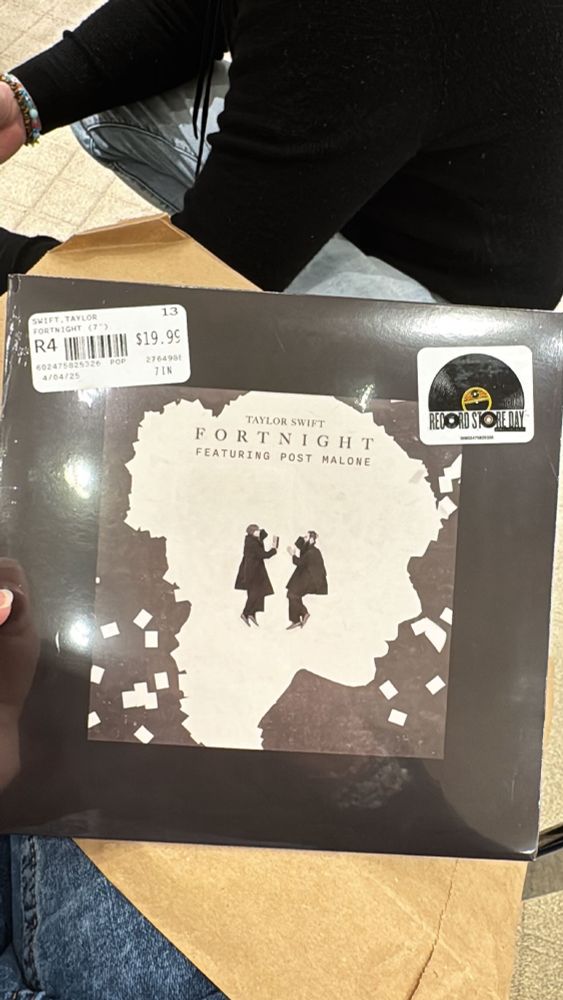 13
SWIFT,TAYLOR
FORTNIGHT (7")
R4 $19.99
602475825326 POP 2764908
4/04/25 7IN
RECORD STORE DAY
TAYLOR SWIFT
FORTNIGHT
FEATURING POST MALONE